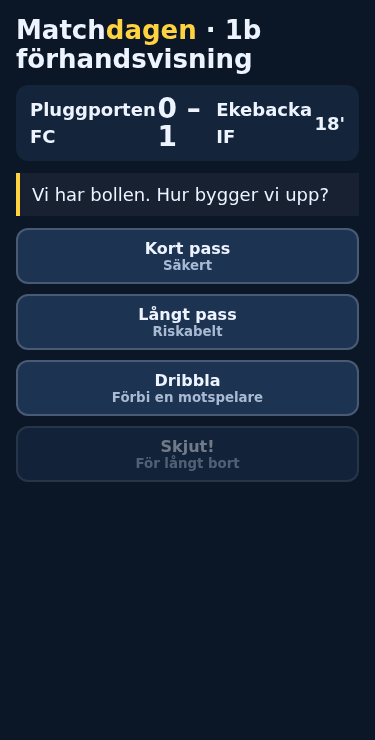 Matchdagen · 1b
förhandsvisning
Pluggporten FC
0 – 1
Ekebacka IF
18'
Vi har bollen. Hur bygger vi upp?
Kort pass
Säkert
Långt pass
Riskabelt
Dribbla
Förbi en motspelare
Skjut!
För långt bort